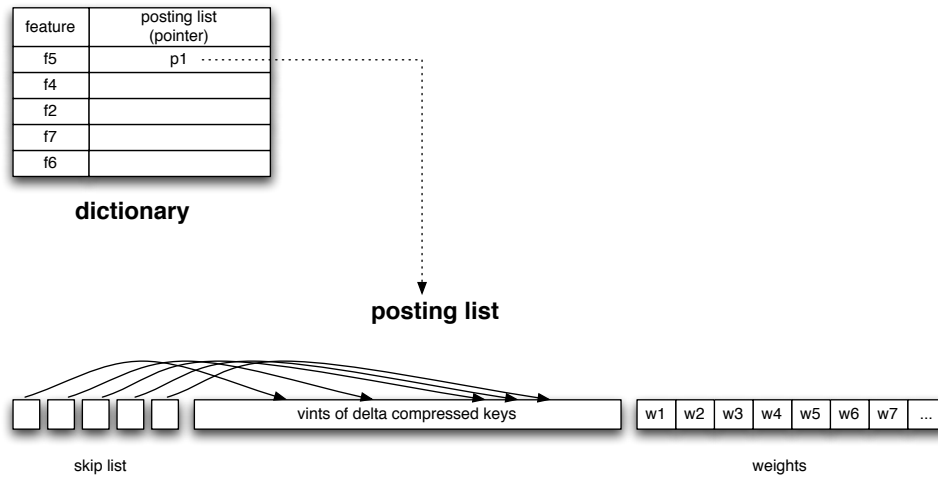 feature posting list
(pointer)
f5 p1
f4
f2
f7
f6
dictionary
posting list
vints of delta compressed keys w1 w2 w3 w4 w5 w6 w7 ...
skip list weights